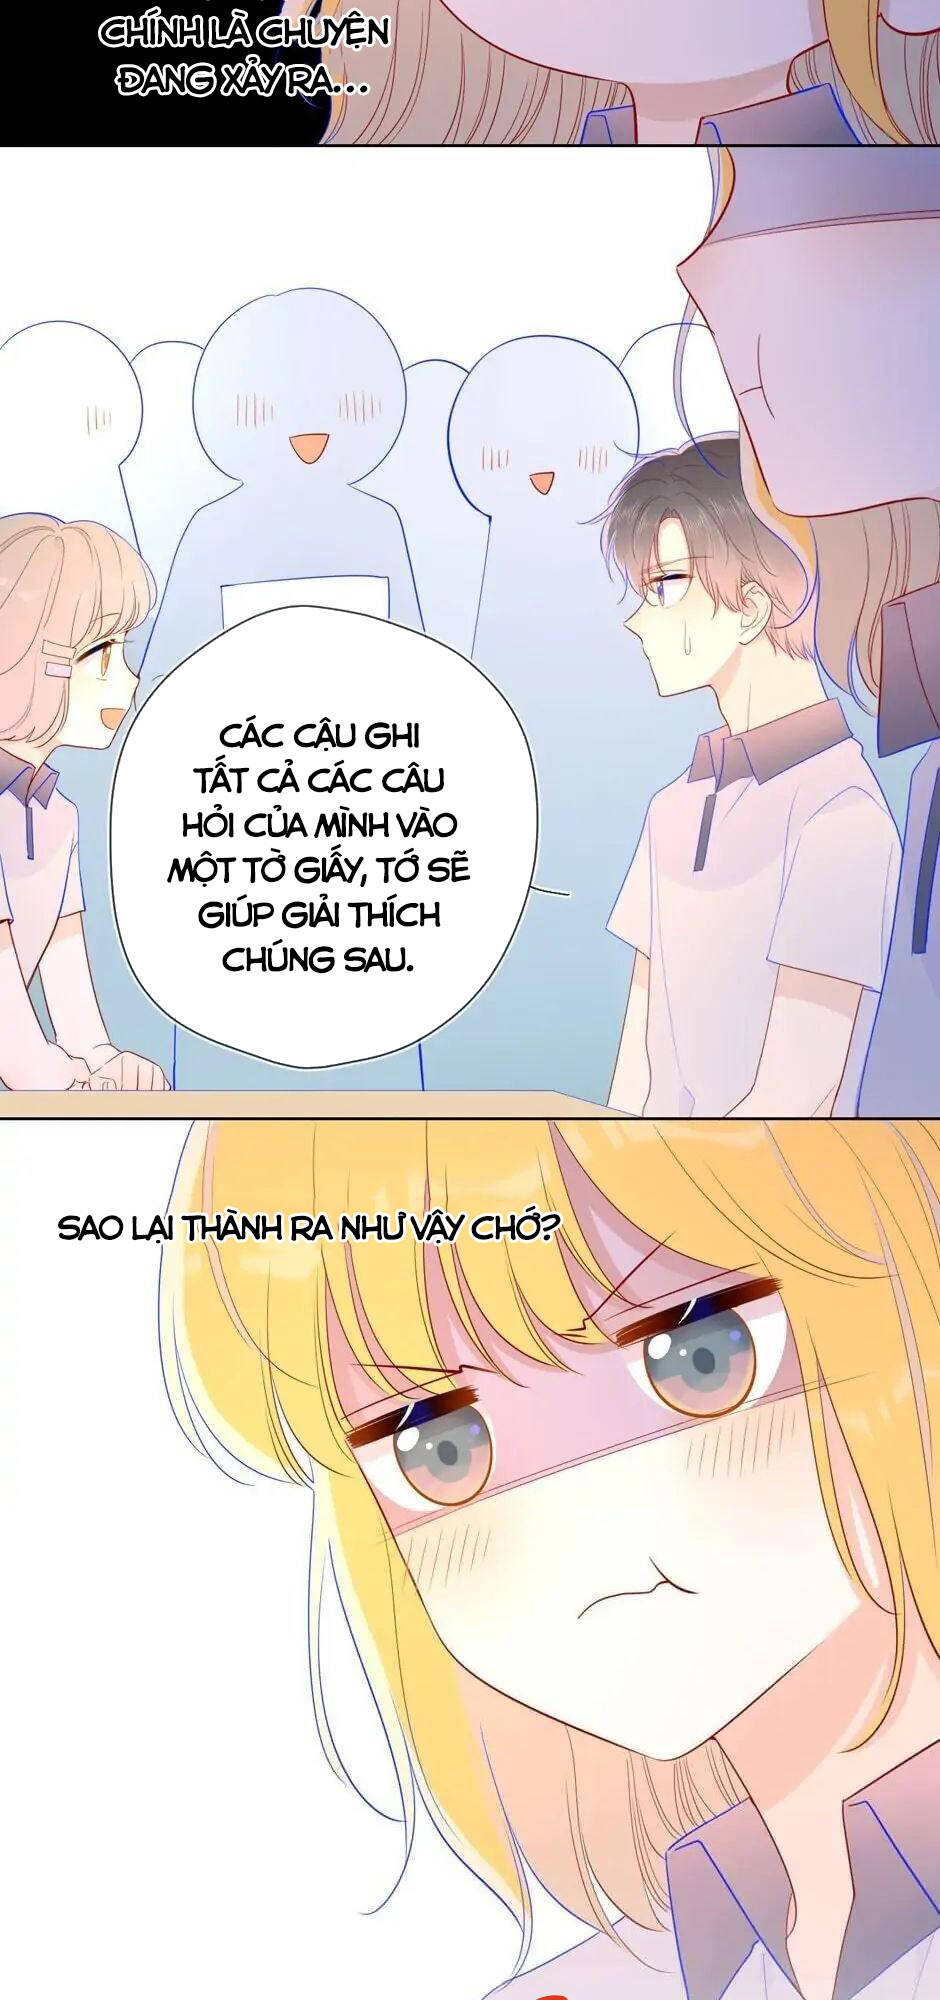 CHÍNH LÀ CHUYỆN
ĐANG XẢY RA...
CÁC CẬU GHI
TẤT CẢ CÁC CÂU
HỎI CỦA MÌNH VÀO
MỘT TỜ GIẤY, TỚ SẼ
GIÚP GIẢI THÍCH
CHÚNG SAU.
SAO LẠI THÀNH RA NHƯ VẬY CHỚ?